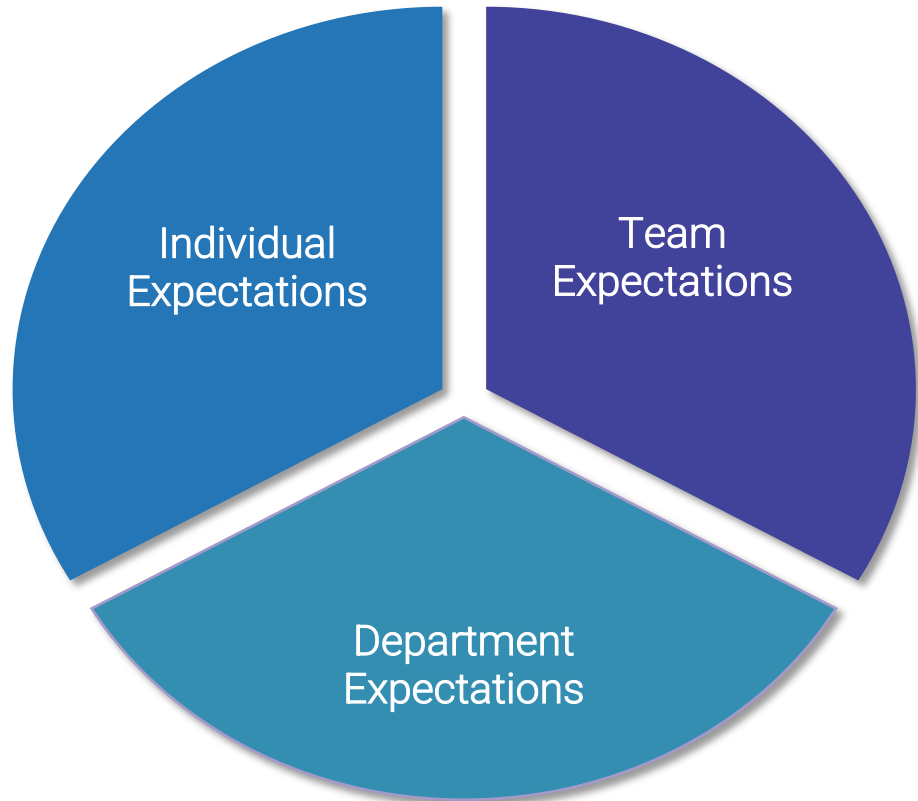 Individual
Expectations
Team
Expectations
Department
Expectations